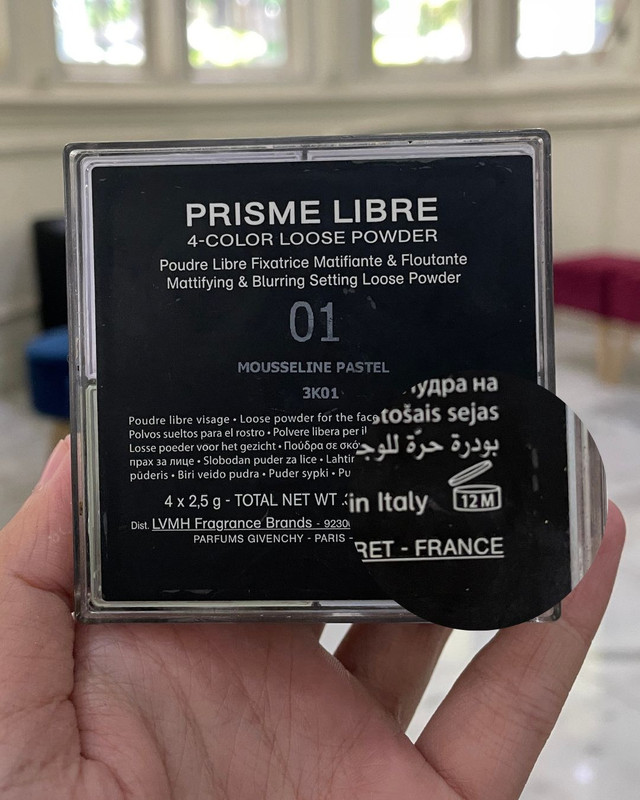 PRISME LIBRE
4-COLOR LOOSE POWDER
Poudre Libre Fixatrice Matifiante & Floutante
Mattifying & Blurring Setting Loose Powder
01
MOUSSELINE PASTEL
3K01
Poudre libre visage • Loose powder for the face
Polvos sueltos para el rostro • Polvere libera per il
Losse poeder voor het gezicht • Πούδρα σε
прах за лице • Slobodan puder za lice •
pūderis • Biri veido pudra • Puder sypki • Pu
4 x 2,5 g - TOTAL NET WT
Dist. LVMH Fragrance Brands - 9230
PARFUMS GIVENCHY - PARIS -
на
tošais sejas
بودرة حرّة للوج
in Italy 12 M
RET - FRANCE